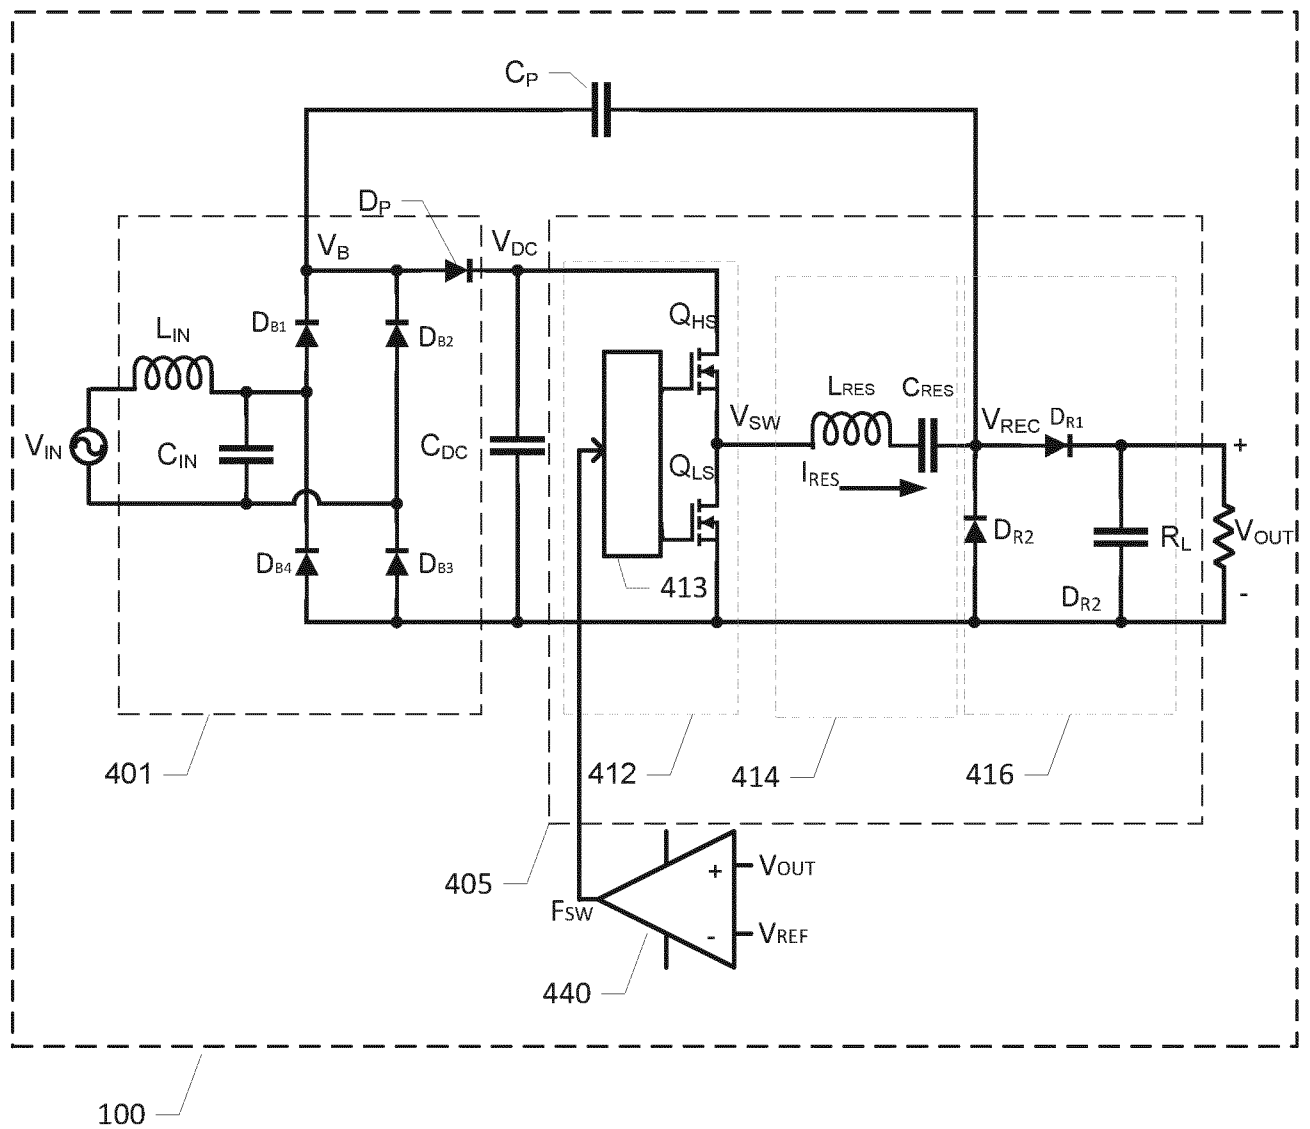 CP
DP
VB
VDC
DB1
DB2
LIN
QHS
LRES
CRES
VSW
VREC
DR1
+
VIN
CIN
CDC
QLS
IRES
DR2
RL
VOUT
DB4
DB3
413
DR2
-
401
412
414
416
405
+
VOUT
FSW
-
VREF
440
100